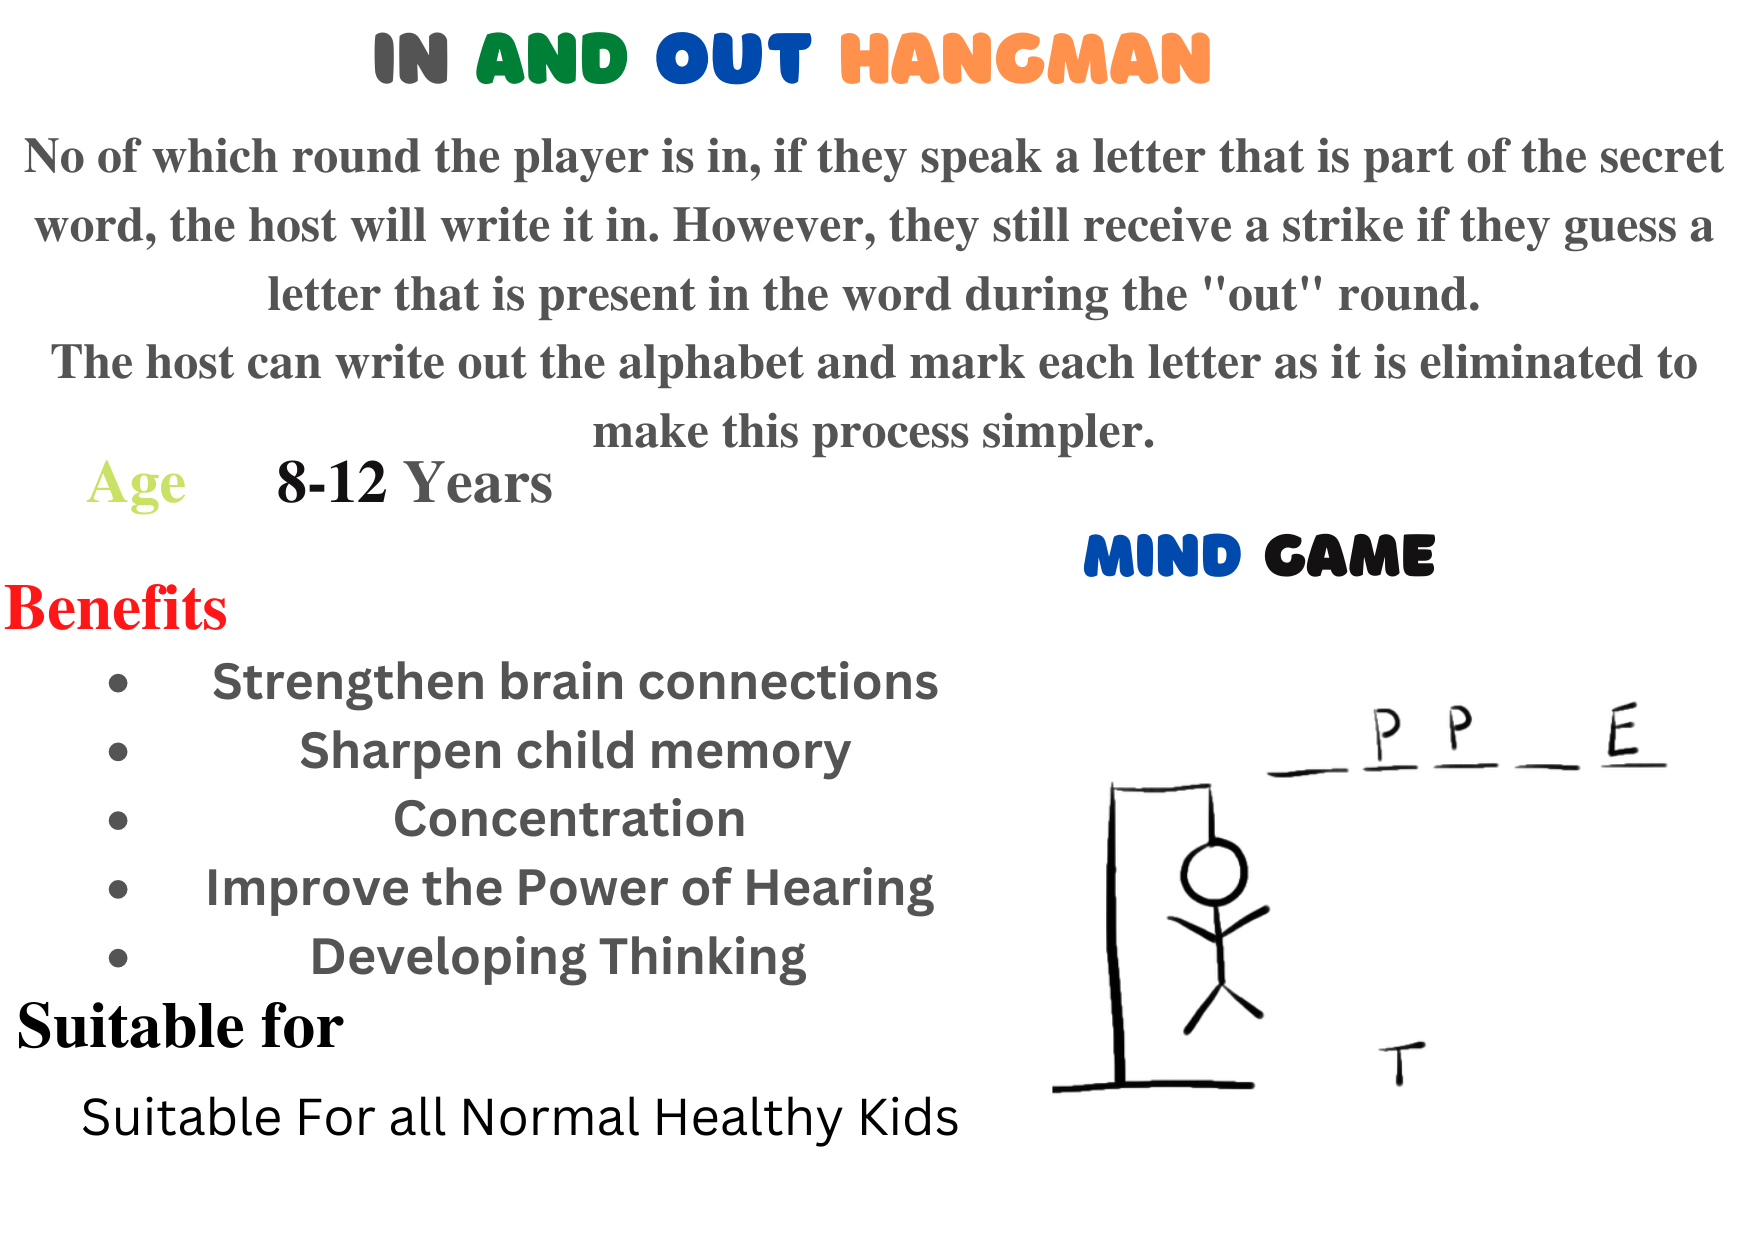 IN AND OUT HANGMAN
No of which round the player is in, if they speak a letter that is part of the secret
word, the host will write it in. However, they still receive a strike if they guess a
letter that is present in the word during the "out" round.
The host can write out the alphabet and mark each letter as it is eliminated to
make this process simpler.
Age 8-12 Years
MIND GAME
Benefits
• Strengthen brain connections
• Sharpen child memory
• Concentration
• Improve the Power of Hearing
• Developing Thinking
Suitable for
Suitable For all Normal Healthy Kids
_ P P _ E
T